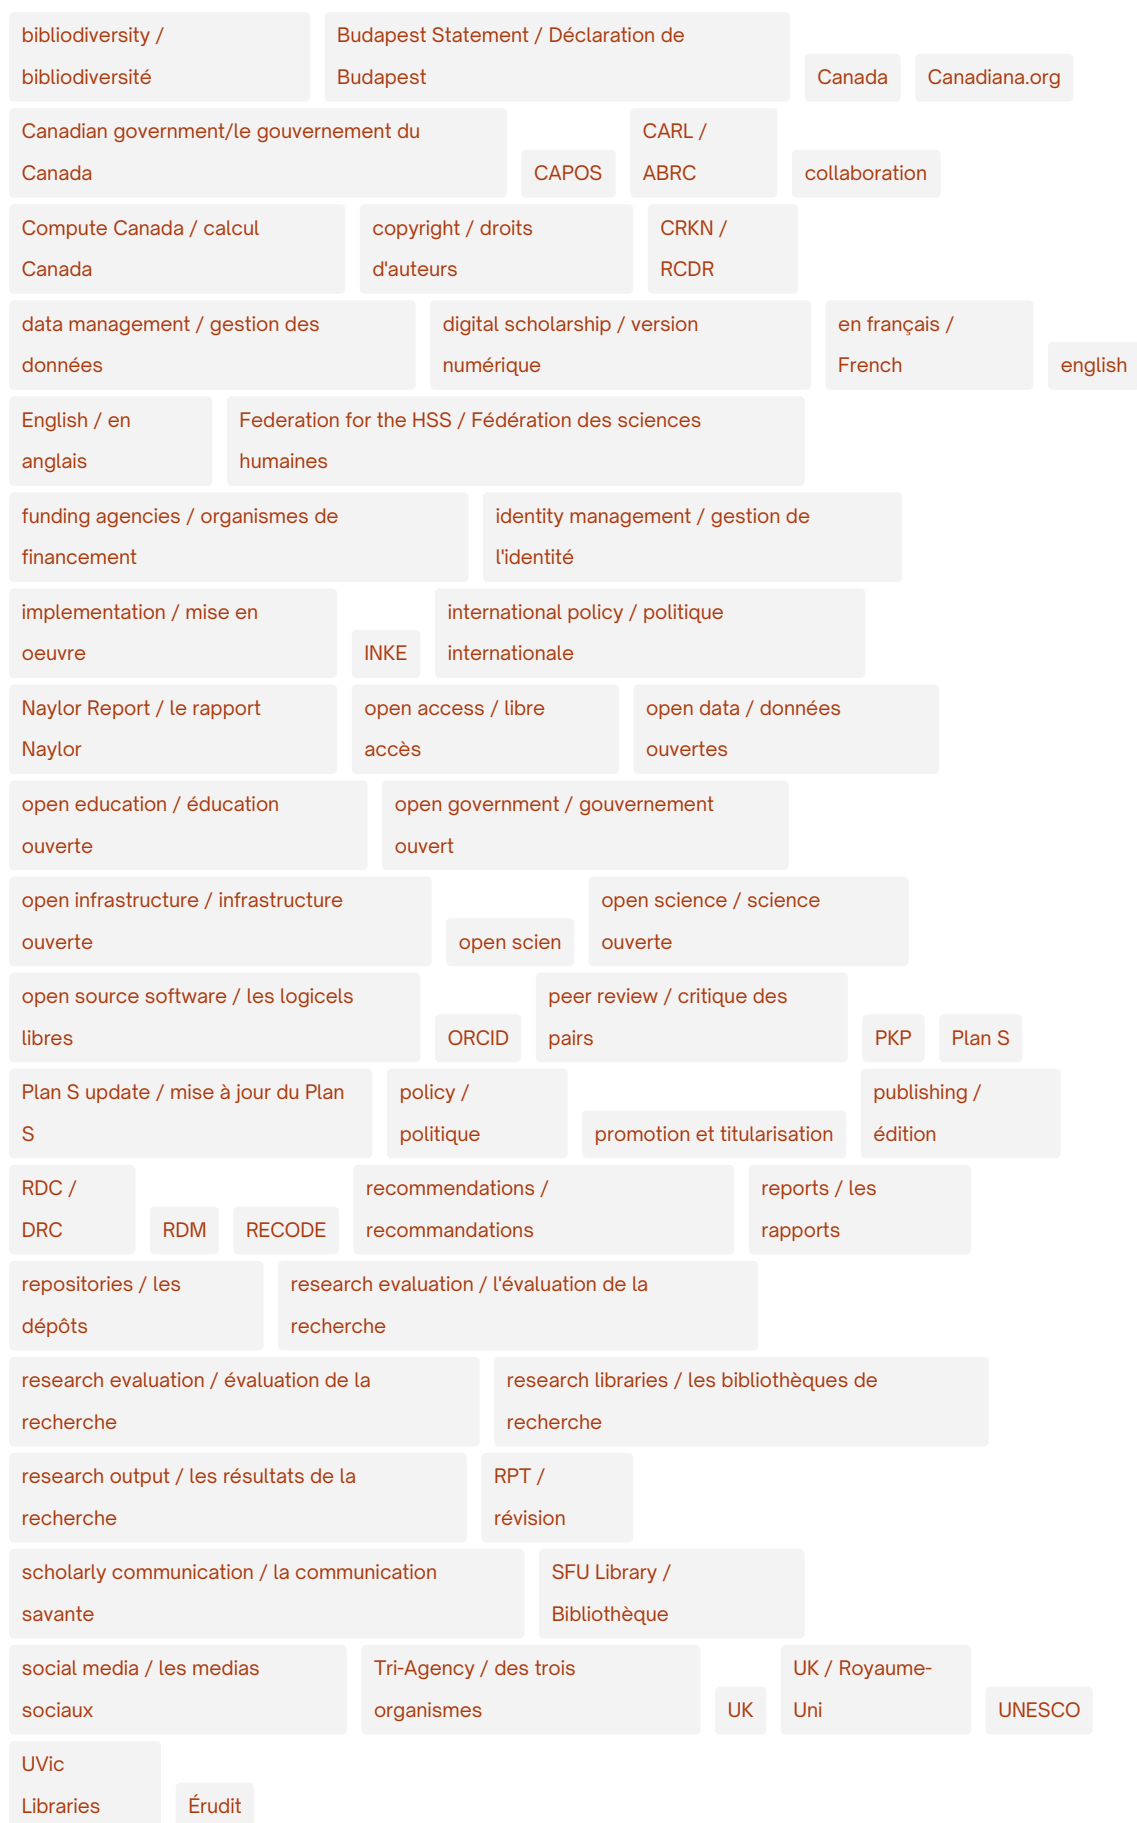 bibliodiversity /
bibliodiversité
Budapest Statement / Déclaration de
Budapest
Canada
Canadiana.org
Canadian government/le gouvernement du
Canada
CAPOS
CARL /
ABRC
collaboration
Compute Canada / calcul
Canada
copyright / droits
d'auteurs
CRKN /
RCDR
data management / gestion des
données
digital scholarship / version
numérique
en français /
French
english
English / en
anglais
Federation for the HSS / Fédération des sciences
humaines
funding agencies / organismes de
financement
identity management / gestion de
l'identité
implementation / mise en
oeuvre
INKE
international policy / politique
internationale
Naylor Report / le rapport
Naylor
open access / libre
accès
open data / données
ouvertes
open education / éducation
ouverte
open government / gouvernement
ouvert
open infrastructure / infrastructure
ouverte
open scien
open science / science
ouverte
open source software / les logicels
libres
ORCID
peer review / critique des
pairs
PKP
Plan S
Plan S update / mise à jour du Plan
S
policy /
politique
promotion et titularisation
publishing /
édition
RDC /
DRC
RDM
RECODE
recommendations /
recommandations
reports / les
rapports
repositories / les
dépôts
research evaluation / l'évaluation de la
recherche
research evaluation / évaluation de la
recherche
research libraries / les bibliothèques de
recherche
research output / les résultats de la
recherche
RPT /
révision
scholarly communication / la communication
savante
SFU Library /
Bibliothèque
social media / les medias
sociaux
Tri-Agency / des trois
organismes
UK
UK / Royaume-
Uni
UNESCO
UVic
Libraries
Érudit